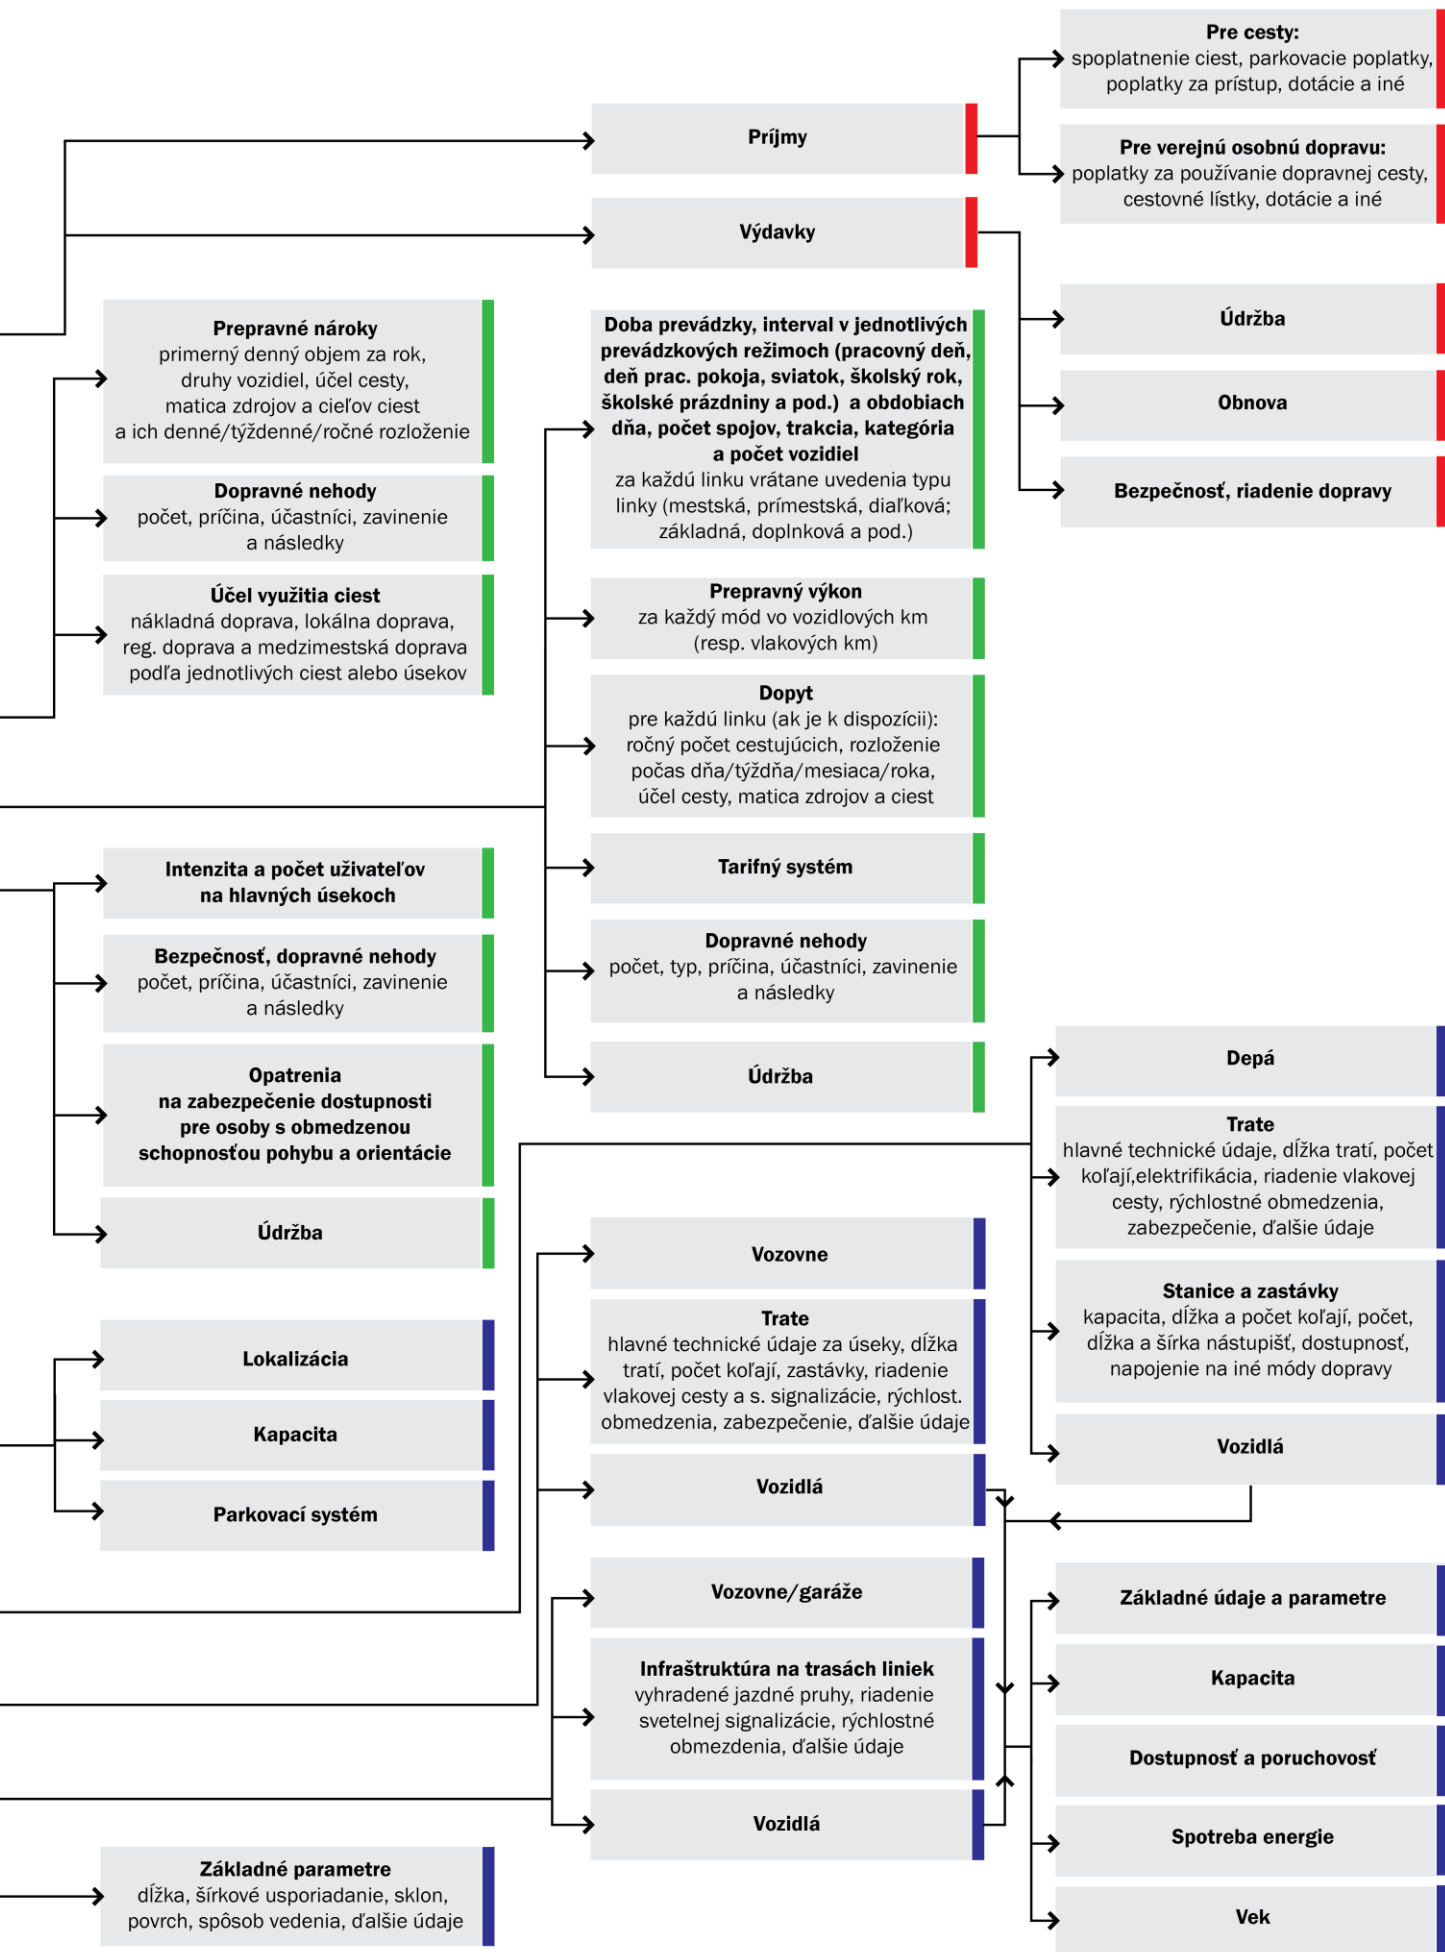 Pre cesty:
spoplatnenie ciest, parkovacie poplatky,
poplatky za prístup, dotácie a iné
Príjmy
Pre verejnú osobnú dopravu:
poplatky za používanie dopravnej cesty,
cestovné lístky, dotácie a iné
Výdavky
Údržba
Obnova
Bezpečnosť, riadenie dopravy
Prepravné nároky
primerný denný objem za rok,
druhy vozidiel, účel cesty,
matica zdrojov a cieľov ciest
a ich denné/týždenné/ročné rozloženie
Dopravné nehody
počet, príčina, účastníci, zavinenie
a následky
Účel využitia ciest
nákladná doprava, lokálna doprava,
reg. doprava a medzimestská doprava
podľa jednotlivých ciest alebo úsekov
Doba prevádzky, interval v jednotlivých
prevádzkových režimoch (pracovný deň,
deň prac. pokoja, sviatok, školský rok,
školské prázdniny a pod.) a obdobiach
dňa, počet spojov, trakcia, kategória
a počet vozidiel
za každú linku vrátane uvedenia typu
linky (mestská, prímestská, diaľková;
základná, doplnková a pod.)
Prepravný výkon
za každý mód vo vozidlových km
(resp. vlakových km)
Dopyt
pre každú linku (ak je k dispozícii):
ročný počet cestujúcich, rozloženie
počas dňa/týždňa/mesiaca/roka,
účel cesty, matica zdrojov a ciest
Tarifný systém
Dopravné nehody
počet, typ, príčina, účastníci, zavinenie
a následky
Údržba
Intenzita a počet uživateľov
na hlavných úsekoch
Bezpečnosť, dopravné nehody
počet, príčina, účastníci, zavinenie
a následky
Opatrenia
na zabezpečenie dostupnosti
pre osoby s obmedzenou
schopnosťou pohybu a orientácie
Údržba
Depá
Trate
hlavné technické údaje, dĺžka tratí, počet
koľají,elektrifikácia, riadenie vlakovej
cesty, rýchlostné obmedzenia,
zabezpečenie, ďalšie údaje
Stanice a zastávky
kapacita, dĺžka a počet koľají, počet,
dĺžka a šírka nástupíšť, dostupnosť,
napojenie na iné módy dopravy
Vozidlá
Vozovne
Trate
hlavné technické údaje za úseky, dĺžka
tratí, počet koľají, zastávky, riadenie
vlakovej cesty a s. signalizácie, rýchlost.
obmedzenia, zabezpečenie, ďalšie údaje
Vozidlá
Lokalizácia
Kapacita
Parkovací systém
Vozovne/garáže
Infraštruktúra na trasách liniek
vyhradené jazdné pruhy, riadenie
svetelnej signalizácie, rýchlostné
obmezdenia, ďalšie údaje
Vozidlá
Základné údaje a parametre
Kapacita
Dostupnosť a poruchovosť
Spotreba energie
Vek
Základné parametre
dĺžka, šírkové usporiadanie, sklon,
povrch, spôsob vedenia, ďalšie údaje